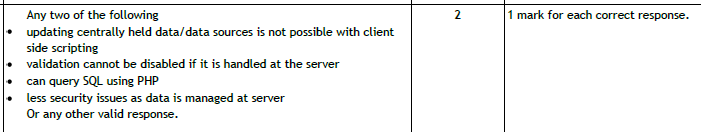 Any two of the following 2 1 mark for each correct response.
• updating centrally held data/data sources is not possible with client
side scripting
• validation cannot be disabled if it is handled at the server
• can query SQL using PHP
• less security issues as data is managed at server
Or any other valid response.